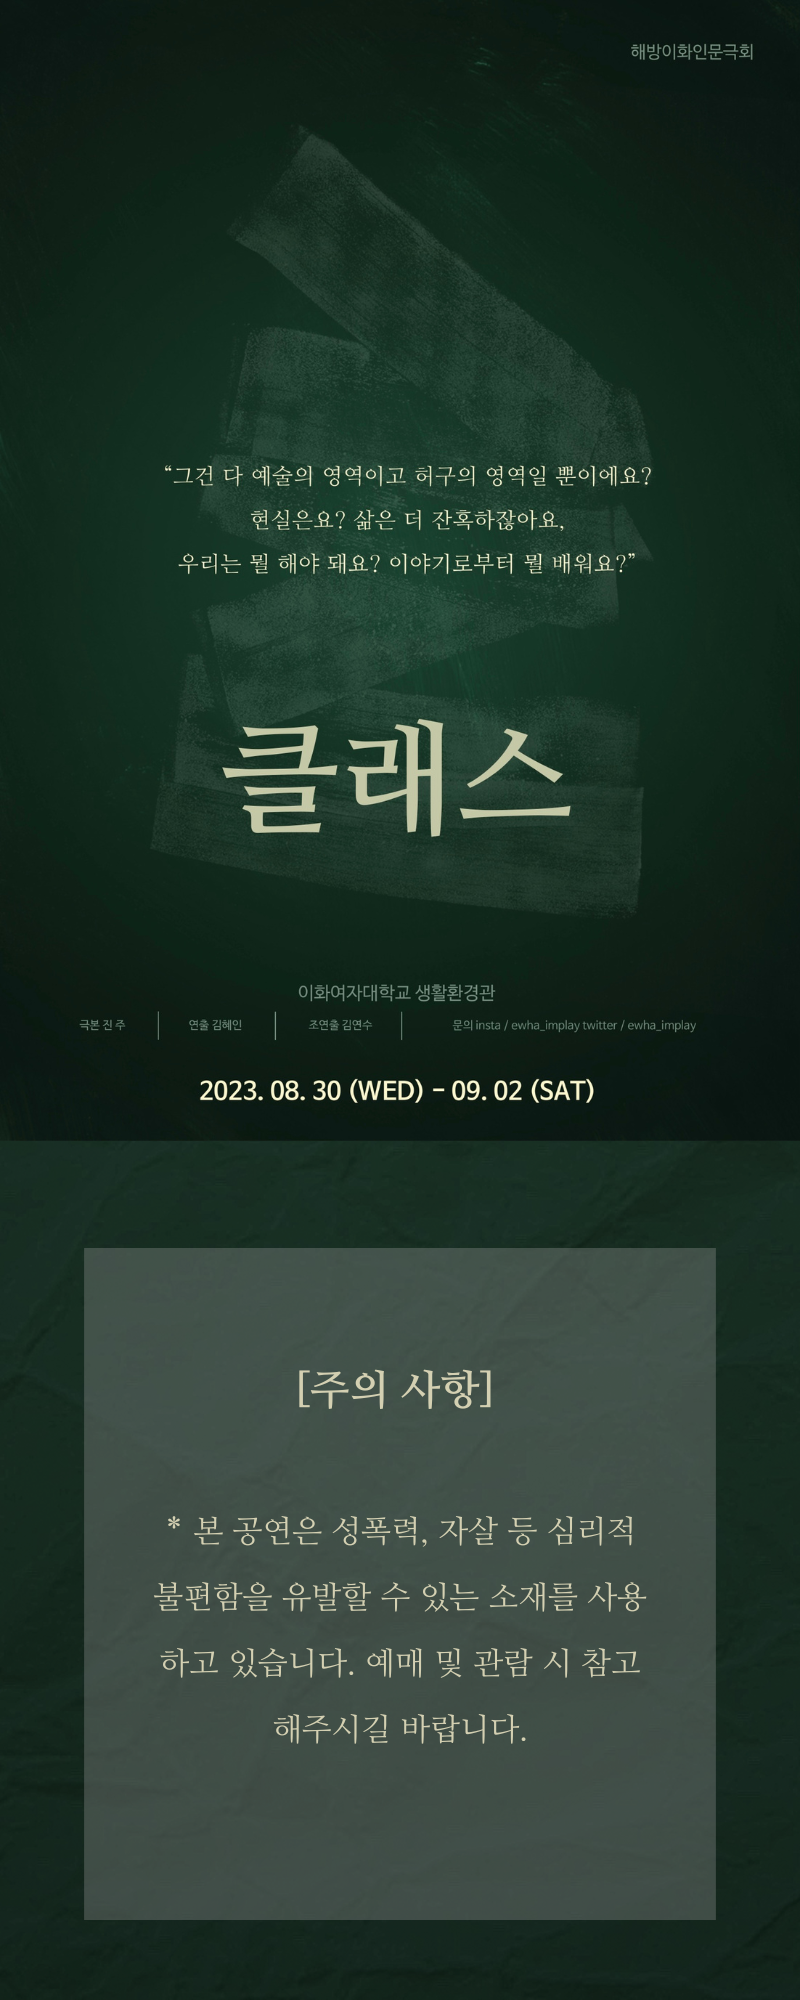 해방이화인문극회
“그건 다 예술의 영역이고 허구의 영역일 뿐이에요?
현실은요? 삶은 더 잔혹하잖아요,
우리는 뭘 해야 돼요? 이야기로부터 뭘 배워요?”
클래스
이화여자대학교 생활환경관
극본 진 주 | 연출 김혜인 | 조연출 김연수 | 문의 insta / ewha_implay twitter / ewha_implay
2023. 08. 30 (WED) - 09. 02 (SAT)
[주의 사항]
* 본 공연은 성폭력, 자살 등 심리적
불편함을 유발할 수 있는 소재를 사용
하고 있습니다. 예매 및 관람 시 참고
해주시길 바랍니다.